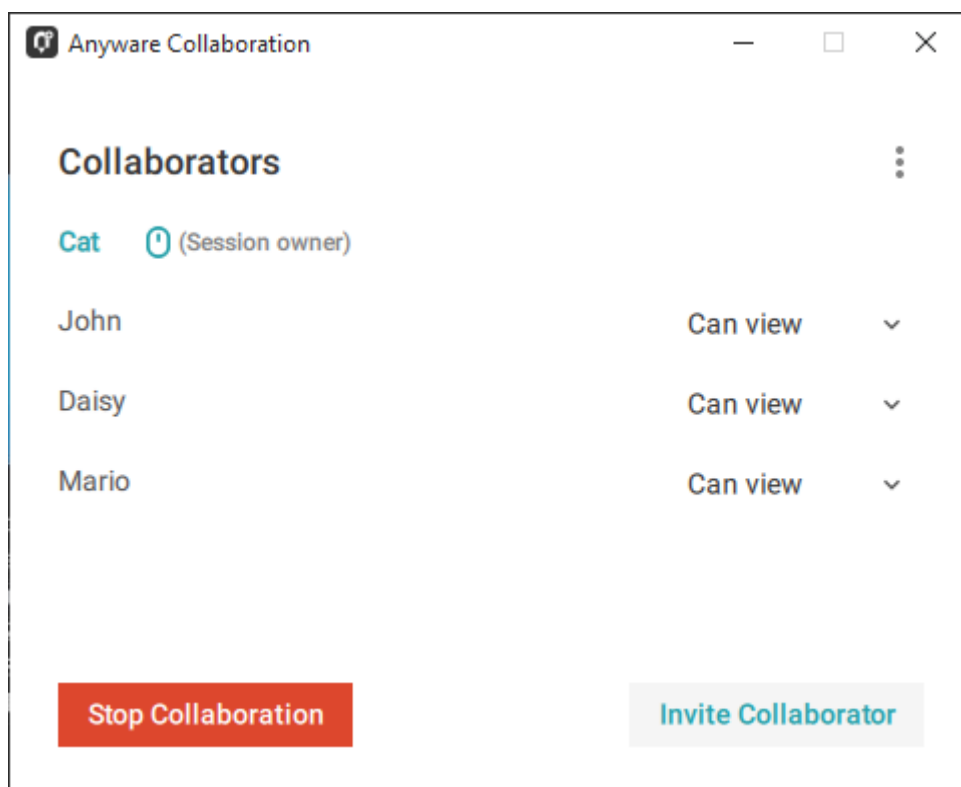 Anyware Collaboration
Collaborators
Cat (Session owner)
John Can view
Daisy Can view
Mario Can view
Stop Collaboration Invite Collaborator